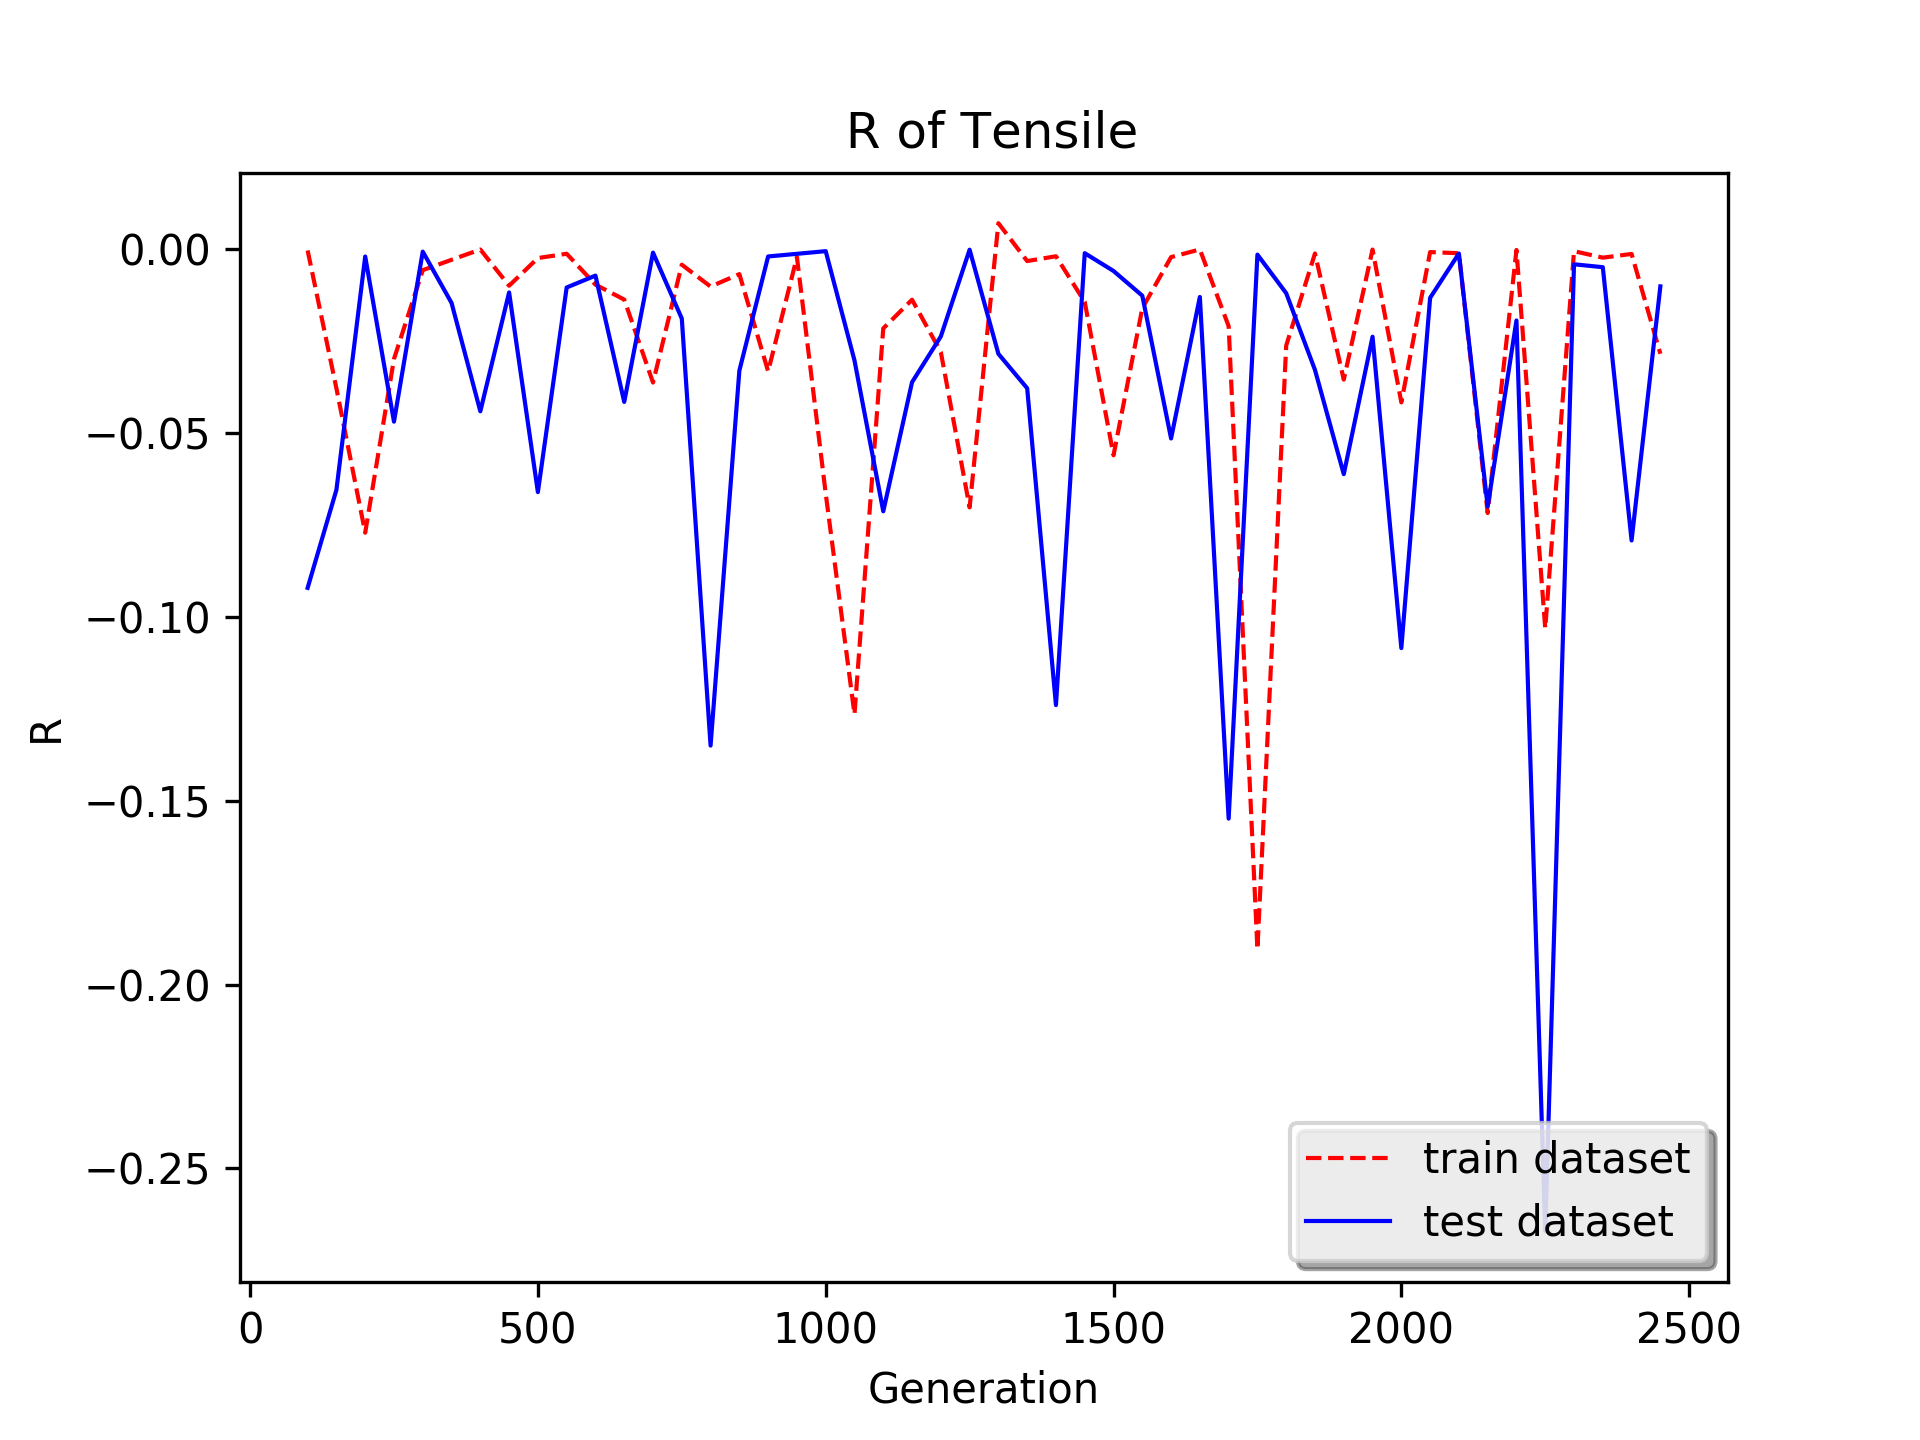 R of Tensile
0.00
−0.05
−0.10
−0.15
−0.20
−0.25
R
train dataset
test dataset
0 500 1000 1500 2000 2500
Generation